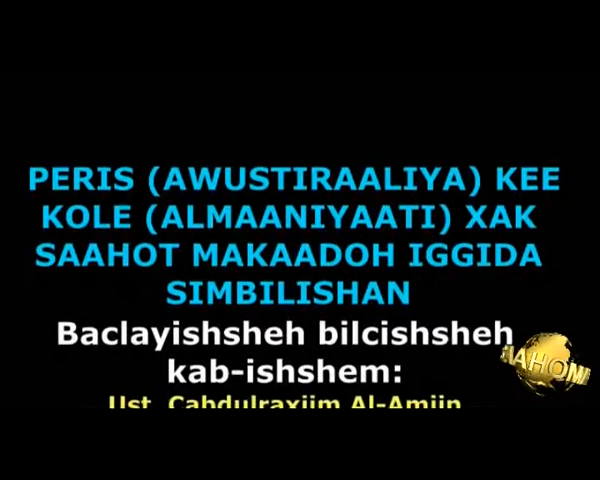 PERIS (AWUSTIRAALIYA) KEE
KOLE (ALMAANIYAATI) XAK
SAAHOT MAKAADOH IGGIDA
SIMBILISHAN
Baclayishsheh bilcishsheh
kab-ishshem:
Ust. Cabdulraxiim Al-Amiin